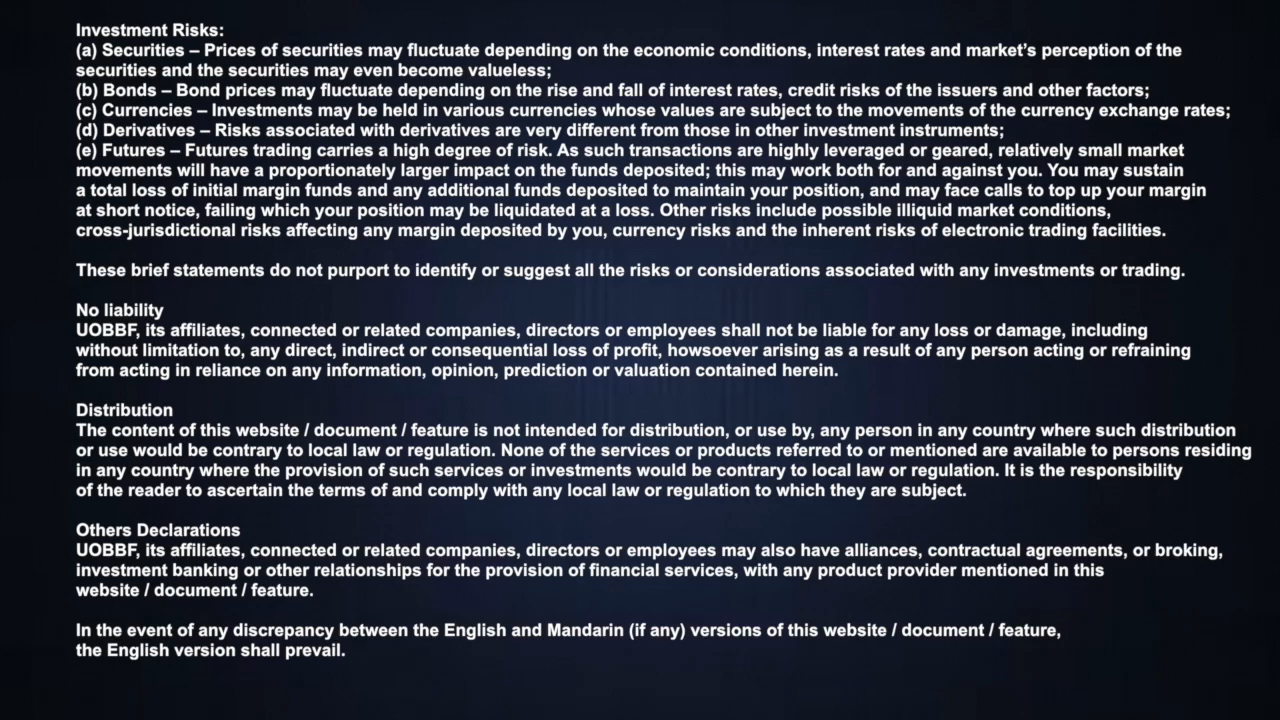 Investment Risks:
(a) Securities – Prices of securities may fluctuate depending on the economic conditions, interest rates and market’s perception of the
securities and the securities may even become valueless;
(b) Bonds – Bond prices may fluctuate depending on the rise and fall of interest rates, credit risks of the issuers and other factors;
(c) Currencies – Investments may be held in various currencies whose values are subject to the movements of the currency exchange rates;
(d) Derivatives – Risks associated with derivatives are very different from those in other investment instruments;
(e) Futures – Futures trading carries a high degree of risk. As such transactions are highly leveraged or geared, relatively small market
movements will have a proportionately larger impact on the funds deposited; this may work both for and against you. You may sustain
a total loss of initial margin funds and any additional funds deposited to maintain your position, and may face calls to top up your margin
at short notice, failing which your position may be liquidated at a loss. Other risks include possible illiquid market conditions,
cross-jurisdictional risks affecting any margin deposited by you, currency risks and the inherent risks of electronic trading facilities.
These brief statements do not purport to identify or suggest all the risks or considerations associated with any investments or trading.
No liability
UOBBF, its affiliates, connected or related companies, directors or employees shall not be liable for any loss or damage, including
without limitation to, any direct, indirect or consequential loss of profit, howsoever arising as a result of any person acting or refraining
from acting in reliance on any information, opinion, prediction or valuation contained herein.
Distribution
The content of this website / document / feature is not intended for distribution, or use by, any person in any country where such distribution
or use would be contrary to local law or regulation. None of the services or products referred to or mentioned are available to persons residing
in any country where the provision of such services or investments would be contrary to local law or regulation. It is the responsibility
of the reader to ascertain the terms of and comply with any local law or regulation to which they are subject.
Others Declarations
UOBBF, its affiliates, connected or related companies, directors or employees may also have alliances, contractual agreements, or broking,
investment banking or other relationships for the provision of financial services, with any product provider mentioned in this
website / document / feature.
In the event of any discrepancy between the English and Mandarin (if any) versions of this website / document / feature,
the English version shall prevail.